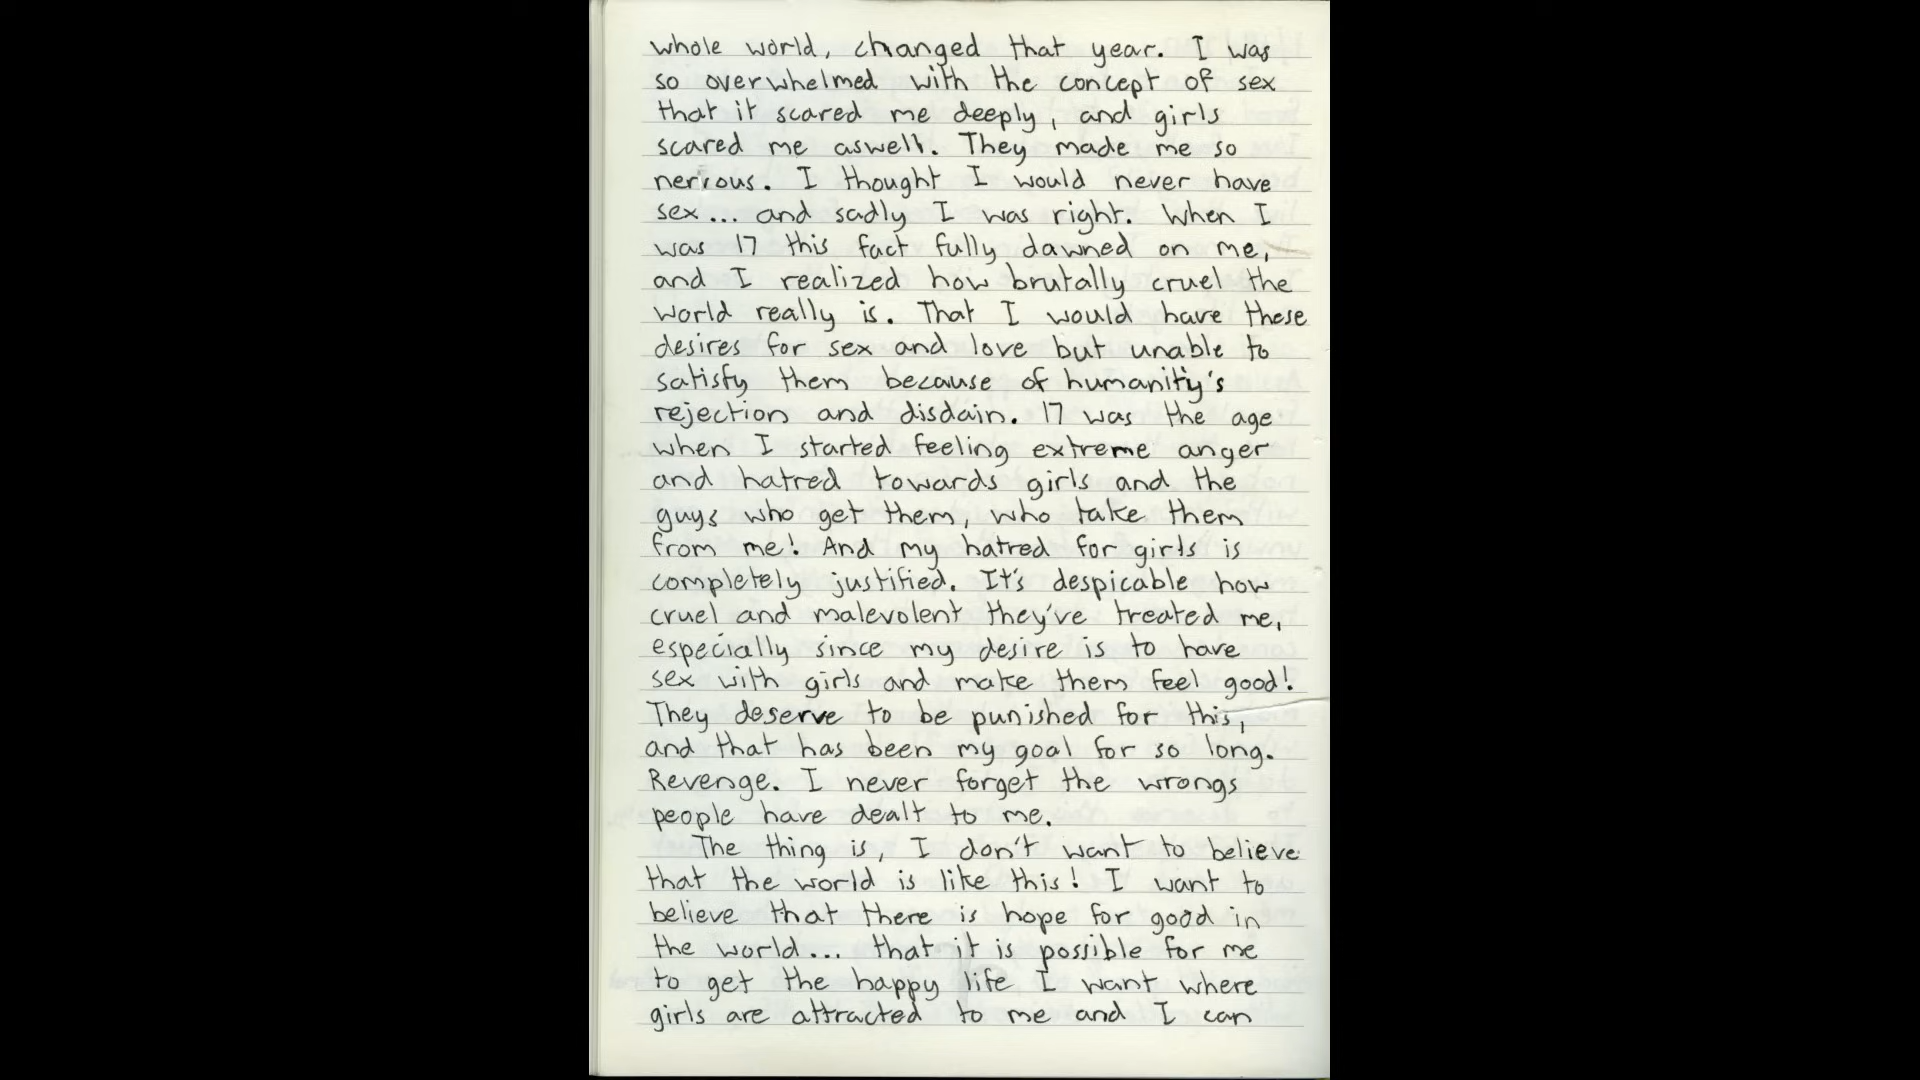 whole world, changed that year. I was
so overwhelmed with the concept of sex
that it scared me deeply, and girls
scared me aswell. They made me so
nervous. I thought I would never have
sex... and sadly I was right. When I
was 17 this fact fully dawned on me,
and I realized how brutally cruel the
world really is. That I would have these
desires for sex and love but unable to
satisfy them because of humanity's
rejection and disdain. 17 was the age
when I started feeling extreme anger
and hatred towards girls and the
guys who get them, who take them
from me! And my hatred for girls is
completely justified. It's despicable how
cruel and malevolent they've treated me,
especially since my desire is to have
sex with girls and make them feel good!
They deserve to be punished for this,
and that has been my goal for so long.
Revenge. I never forget the wrongs
people have dealt to me.
The thing is, I don't want to believe
that the world is like this! I want to
believe that there is hope for good in
the world... that it is possible for me
to get the happy life I want where
girls are attracted to me and I can